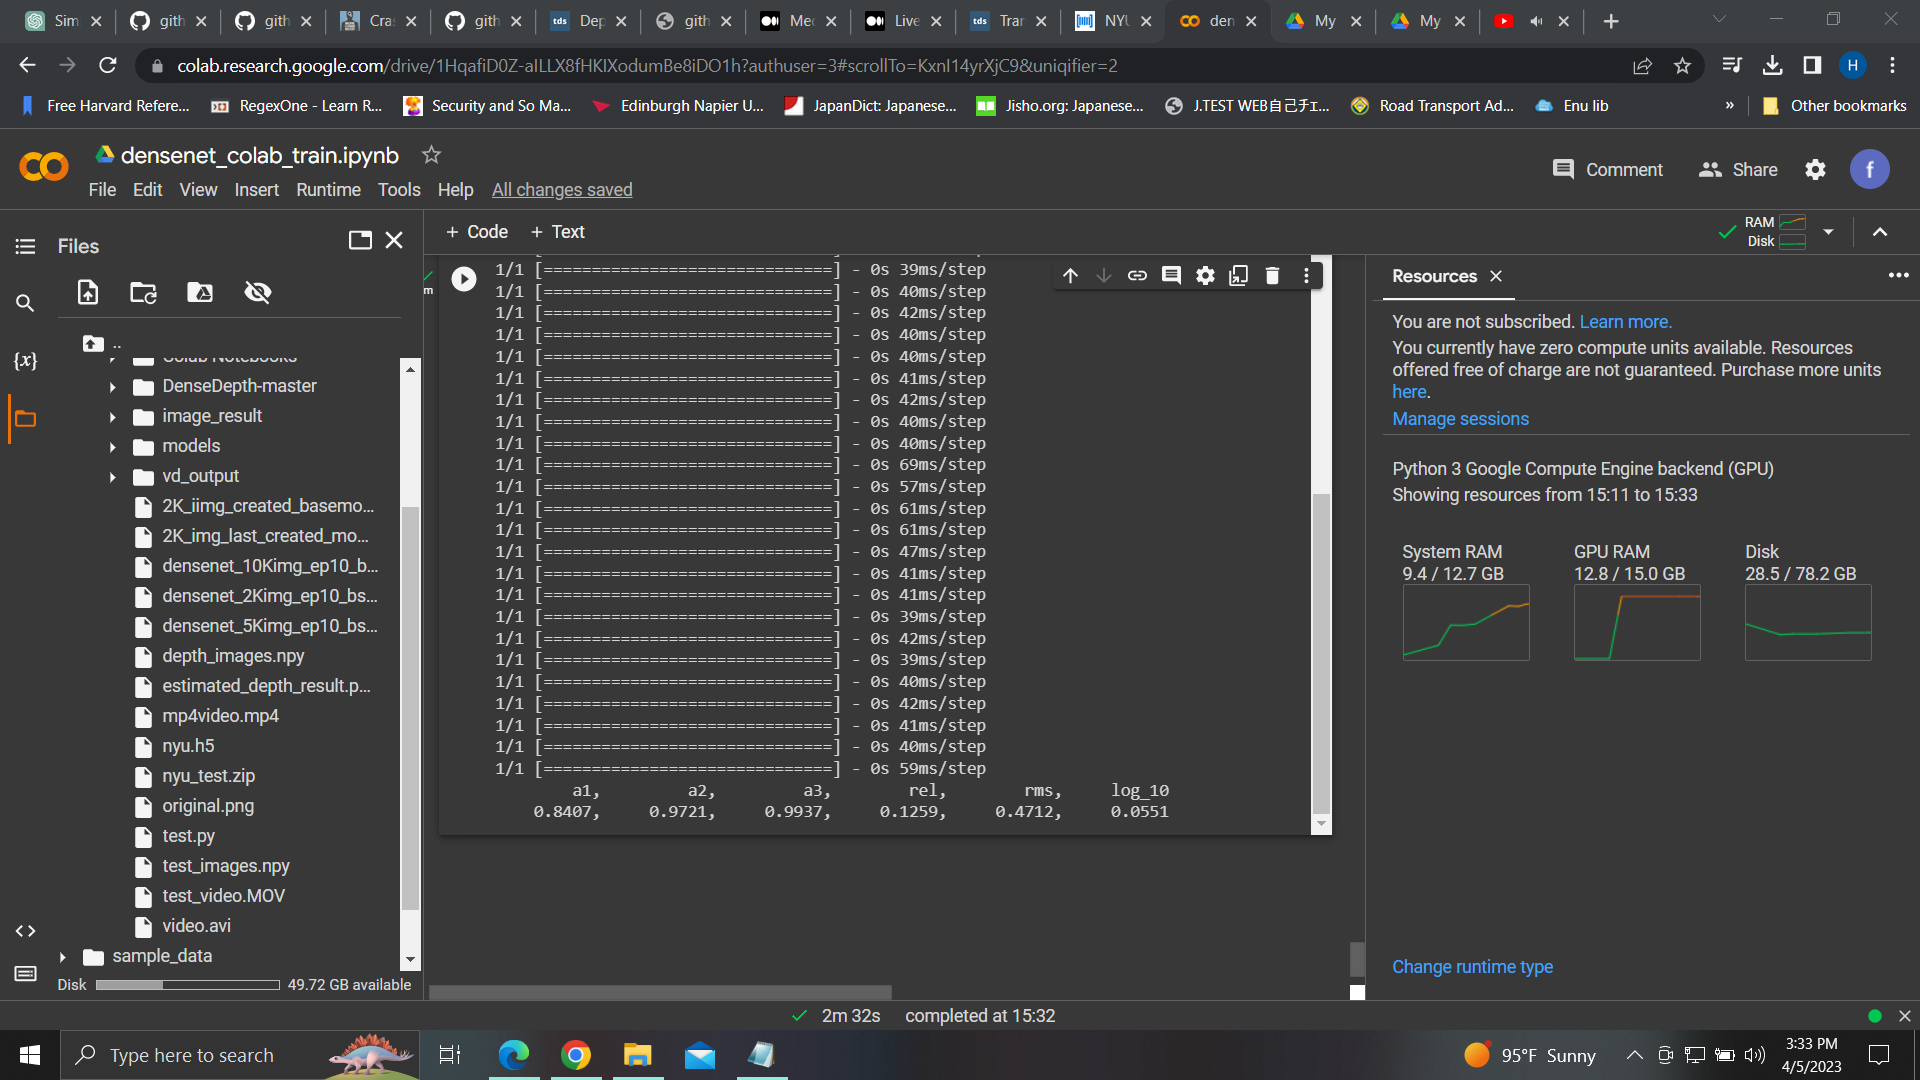 Sim
gith
gith
Cra
gith
Dep
gith
Med
Live
Tran
NYU
den
My
My
colab.research.google.com/drive/1HqafiD0Z-aILLX8fHKIXodumBe8iDO1h?authuser=3#scrollTo=KxnI14yrXjC9&uniqifier=2
H
Free Harvard Refere...
RegexOne - Learn R...
Security and So Ma...
Edinburgh Napier U...
JapanDict: Japanese...
Jisho.org: Japanese...
J.TEST WEB自己チェ...
Road Transport Ad...
Enu lib
»
Other bookmarks
densenet_colab_train.ipynb
File Edit View Insert Runtime Tools Help All changes saved
Comment
Share
f
Files
+ Code + Text
RAM
Disk
..
Colab Notebooks
DenseDepth-master
image_result
models
vd_output
2K_iimg_created_basemo...
2K_img_last_created_mo...
densenet_10Kimg_ep10_b...
densenet_2Kimg_ep10_bs...
densenet_5Kimg_ep10_bs...
depth_images.npy
estimated_depth_result.p...
mp4video.mp4
nyu.h5
nyu_test.zip
original.png
test.py
test_images.npy
test_video.MOV
video.avi
sample_data
Disk 49.72 GB available
m
1/1 [==============================] - 0s 39ms/step
1/1 [==============================] - 0s 40ms/step
1/1 [==============================] - 0s 42ms/step
1/1 [==============================] - 0s 40ms/step
1/1 [==============================] - 0s 40ms/step
1/1 [==============================] - 0s 41ms/step
1/1 [==============================] - 0s 42ms/step
1/1 [==============================] - 0s 40ms/step
1/1 [==============================] - 0s 40ms/step
1/1 [==============================] - 0s 69ms/step
1/1 [==============================] - 0s 57ms/step
1/1 [==============================] - 0s 61ms/step
1/1 [==============================] - 0s 61ms/step
1/1 [==============================] - 0s 47ms/step
1/1 [==============================] - 0s 41ms/step
1/1 [==============================] - 0s 41ms/step
1/1 [==============================] - 0s 39ms/step
1/1 [==============================] - 0s 42ms/step
1/1 [==============================] - 0s 39ms/step
1/1 [==============================] - 0s 40ms/step
1/1 [==============================] - 0s 42ms/step
1/1 [==============================] - 0s 41ms/step
1/1 [==============================] - 0s 40ms/step
1/1 [==============================] - 0s 59ms/step
a1, a2, a3, rel, rms, log_10
0.8407, 0.9721, 0.9937, 0.1259, 0.4712, 0.0551
Resources
You are not subscribed. Learn more.
You currently have zero compute units available. Resources
offered free of charge are not guaranteed. Purchase more units
here.
Manage sessions
Python 3 Google Compute Engine backend (GPU)
Showing resources from 15:11 to 15:33
System RAM
9.4 / 12.7 GB
GPU RAM
12.8 / 15.0 GB
Disk
28.5 / 78.2 GB
Change runtime type
2m 32s completed at 15:32
Type here to search
95°F Sunny
3:33 PM
4/5/2023